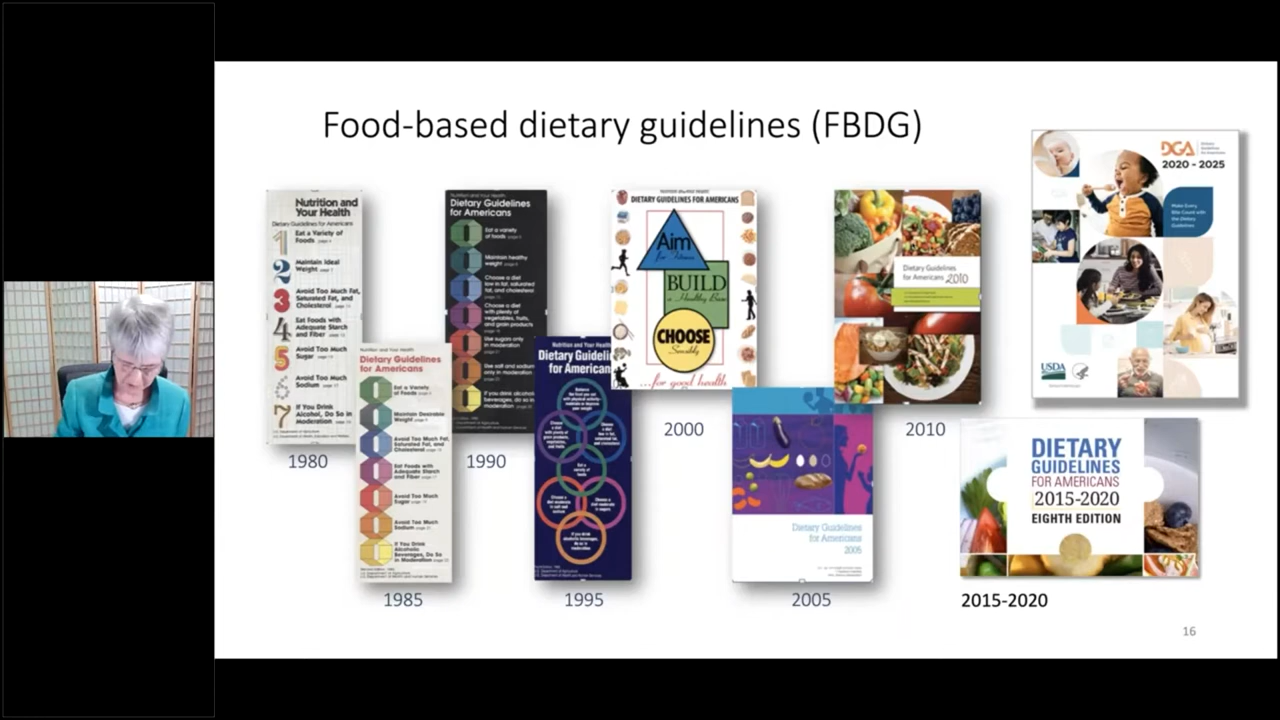 Food-based dietary guidelines (FBDG)
Nutrition and
Your Health
Dietary Guidelines for Americans
1
Eat a Variety of
Foods
2
Maintain Ideal
Weight
3
Avoid Too Much Fat,
Saturated Fat, and
Cholesterol
4
Eat Foods with
Adequate Starch
and Fiber
5
Avoid Too Much
Sugar
6
Avoid Too Much
Sodium
7
If You Drink
Alcohol, Do So in
Moderation
1980
Nutrition and Your Health
Dietary Guidelines
for Americans
Eat a Variety
of Foods
Maintain Desirable
Weight
Avoid Too Much Fat,
Saturated Fat, and
Cholesterol
Eat Foods with
Adequate Starch
and Fiber
Avoid Too Much
Sugar
Avoid Too Much
Sodium
If You Drink
Alcoholic
Beverages, Do So
in Moderation
1985
Nutrition and Your Health
Dietary Guidelines
for Americans
Eat a variety
of foods
Maintain healthy
weight
Choose a diet
low in fat, saturated
fat, and cholesterol
Choose a diet
with plenty of
vegetables, fruits,
and grain products
Use sugars only
in moderation
Use salt and sodium
only in moderation
If you drink alcoholic
beverages, do so in
moderation
1990
Nutrition and Your Health
Dietary Guidelin
for American
Eat a
variety
of foods
1995
DIETARY GUIDELINES FOR AMERICANS
Aim
for Fitness
BUILD
a Healthy Base
CHOOSE
Sensibly
...for good health
2000
Dietary Guidelines
for Americans
2005
2005
Dietary Guidelines
for Americans 2010
2010
DGA
Dietary
Guidelines
for Americans
2020 - 2025
Make Every
Bite Count with
the Dietary
Guidelines
USDA
DIETARY
GUIDELINES
FOR AMERICANS
2015-2020
EIGHTH EDITION
2015-2020
16